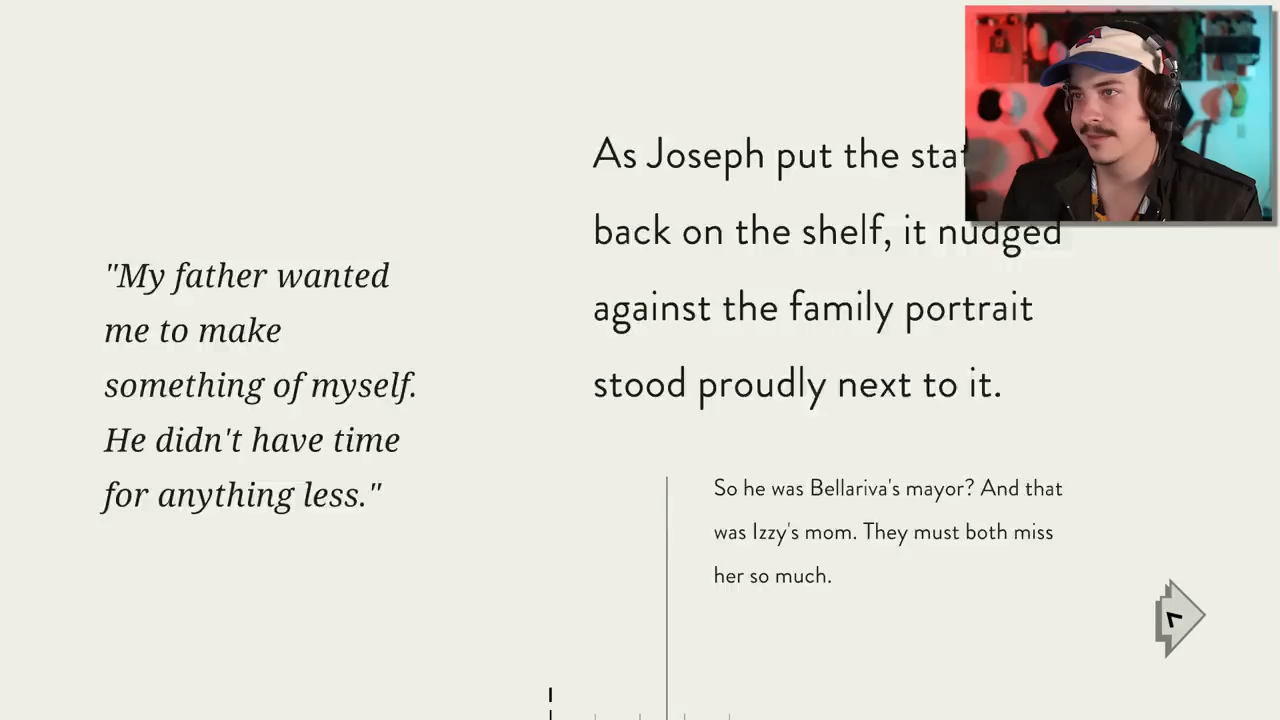 "My father wanted
me to make
something of myself.
He didn't have time
for anything less."
As Joseph put the
back on the shelf, it nudged
against the family portrait
stood proudly next to it.
So he was Bellariva's mayor? And that
was Izzy's mom. They must both miss
her so much.